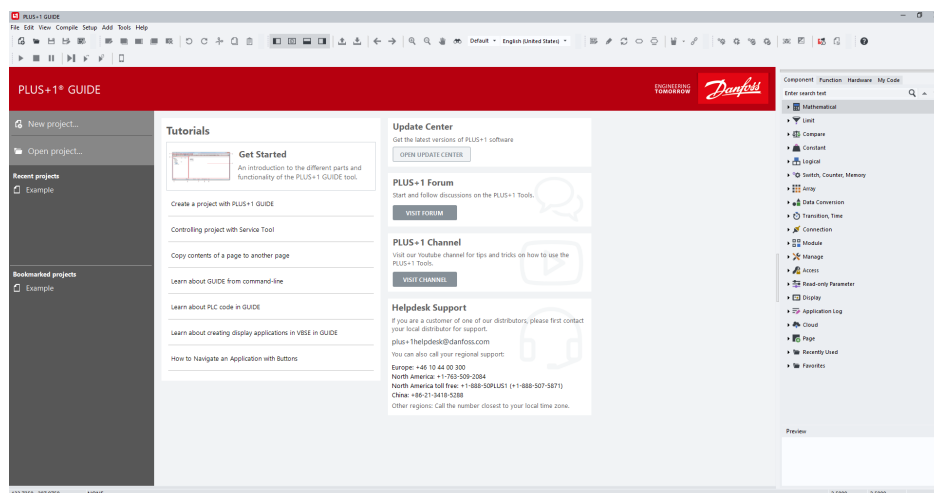 PLUS+1 GUIDE
File Edit View Compile Setup Add Tools Help
Default English (United States)
PLUS+1® GUIDE
ENGINEERING
TOMORROW
Danfoss
New project...
Open project...
Recent projects
Example
Bookmarked projects
Example
Tutorials
Get Started
An introduction to the different parts and
functionality of the PLUS+1 GUIDE tool.
Create a project with PLUS+1 GUIDE
Controlling project with Service Tool
Copy contents of a page to another page
Learn about GUIDE from command-line
Learn about PLC code in GUIDE
Learn about creating display applications in VBSE in GUIDE
How to Navigate an Application with Buttons
Update Center
Get the latest versions of PLUS+1 software
OPEN UPDATE CENTER
PLUS+1 Forum
Start and follow discussions on the PLUS+1 Tools.
VISIT FORUM
PLUS+1 Channel
Visit our Youtube channel for tips and tricks on how to use the
PLUS+1 Tools.
VISIT CHANNEL
Helpdesk Support
If you are a customer of one of our distributors, please first contact
your local distributor for support.
plus+1helpdesk@danfoss.com
You can also call your regional support:
Europe: +46 10 44 00 300
North America: +1-763-509-2084
North America toll free: +1-888-50PLUS1 (+1-888-507-5871)
China: +86-21-3418-5288
Other regions: Call the number closest to your local time zone.
Component Function Hardware My Code
Enter search text
Mathematical
Limit
Compare
Constant
Logical
Switch, Counter, Memory
Array
Data Conversion
Transition, Time
Connection
Module
Manage
Access
Read-only Parameter
Display
Application Log
Cloud
Page
Recently Used
Favorites
Preview